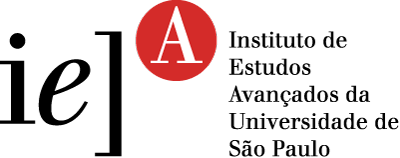 ie]A
Instituto de
Estudos
Avançados da
Universidade de
São Paulo